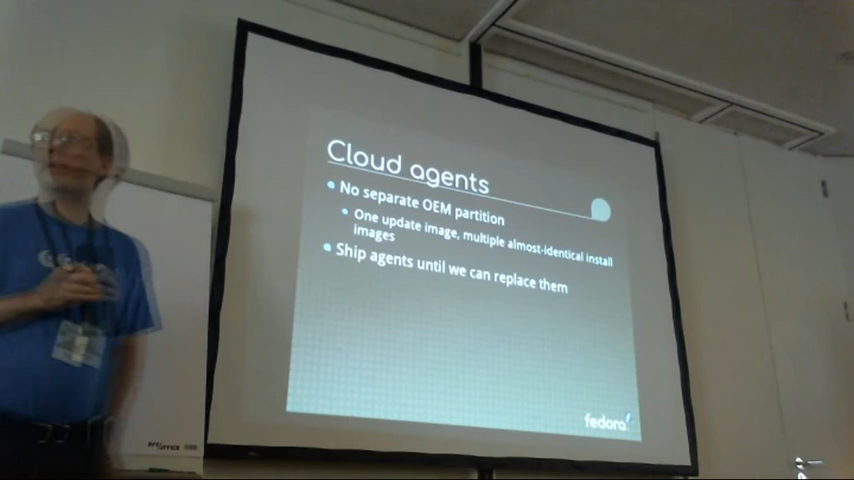 Cloud agents
No separate OEM partition
One update image, multiple almost-identical install
images
Ship agents until we can replace them
fedora